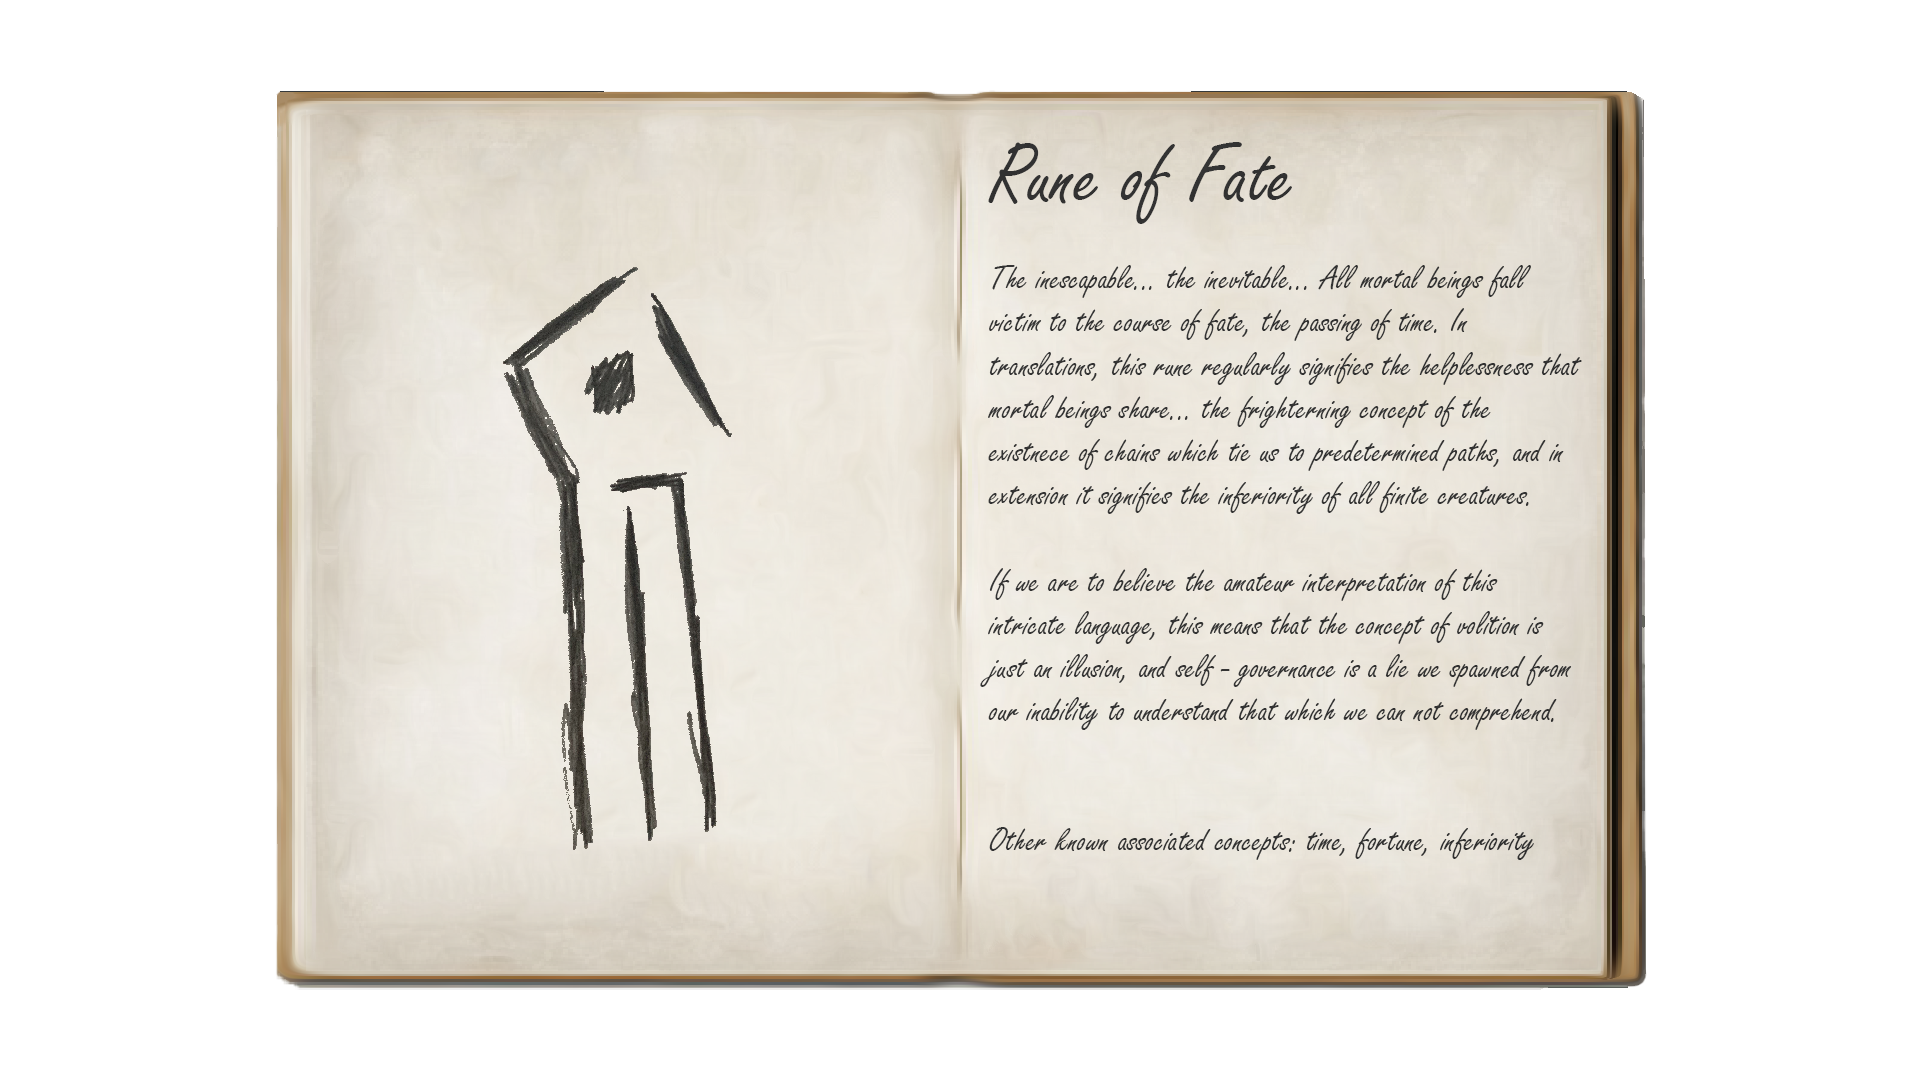 Rune of Fate
The inescapable... the inevitable... All mortal beings fall
victim to the course of fate, the passing of time. In
translations, this rune regularly signifies the helplessness that
mortal beings share... the frighterning concept of the
existnece of chains which tie us to predetermined paths, and in
extension it signifies the inferiority of all finite creatures.
If we are to believe the amateur interpretation of this
intricate language, this means that the concept of volition is
just an illusion, and self - governance is a lie we spawned from
our inability to understand that which we can not comprehend.
Other known associated concepts: time, fortune, inferiority